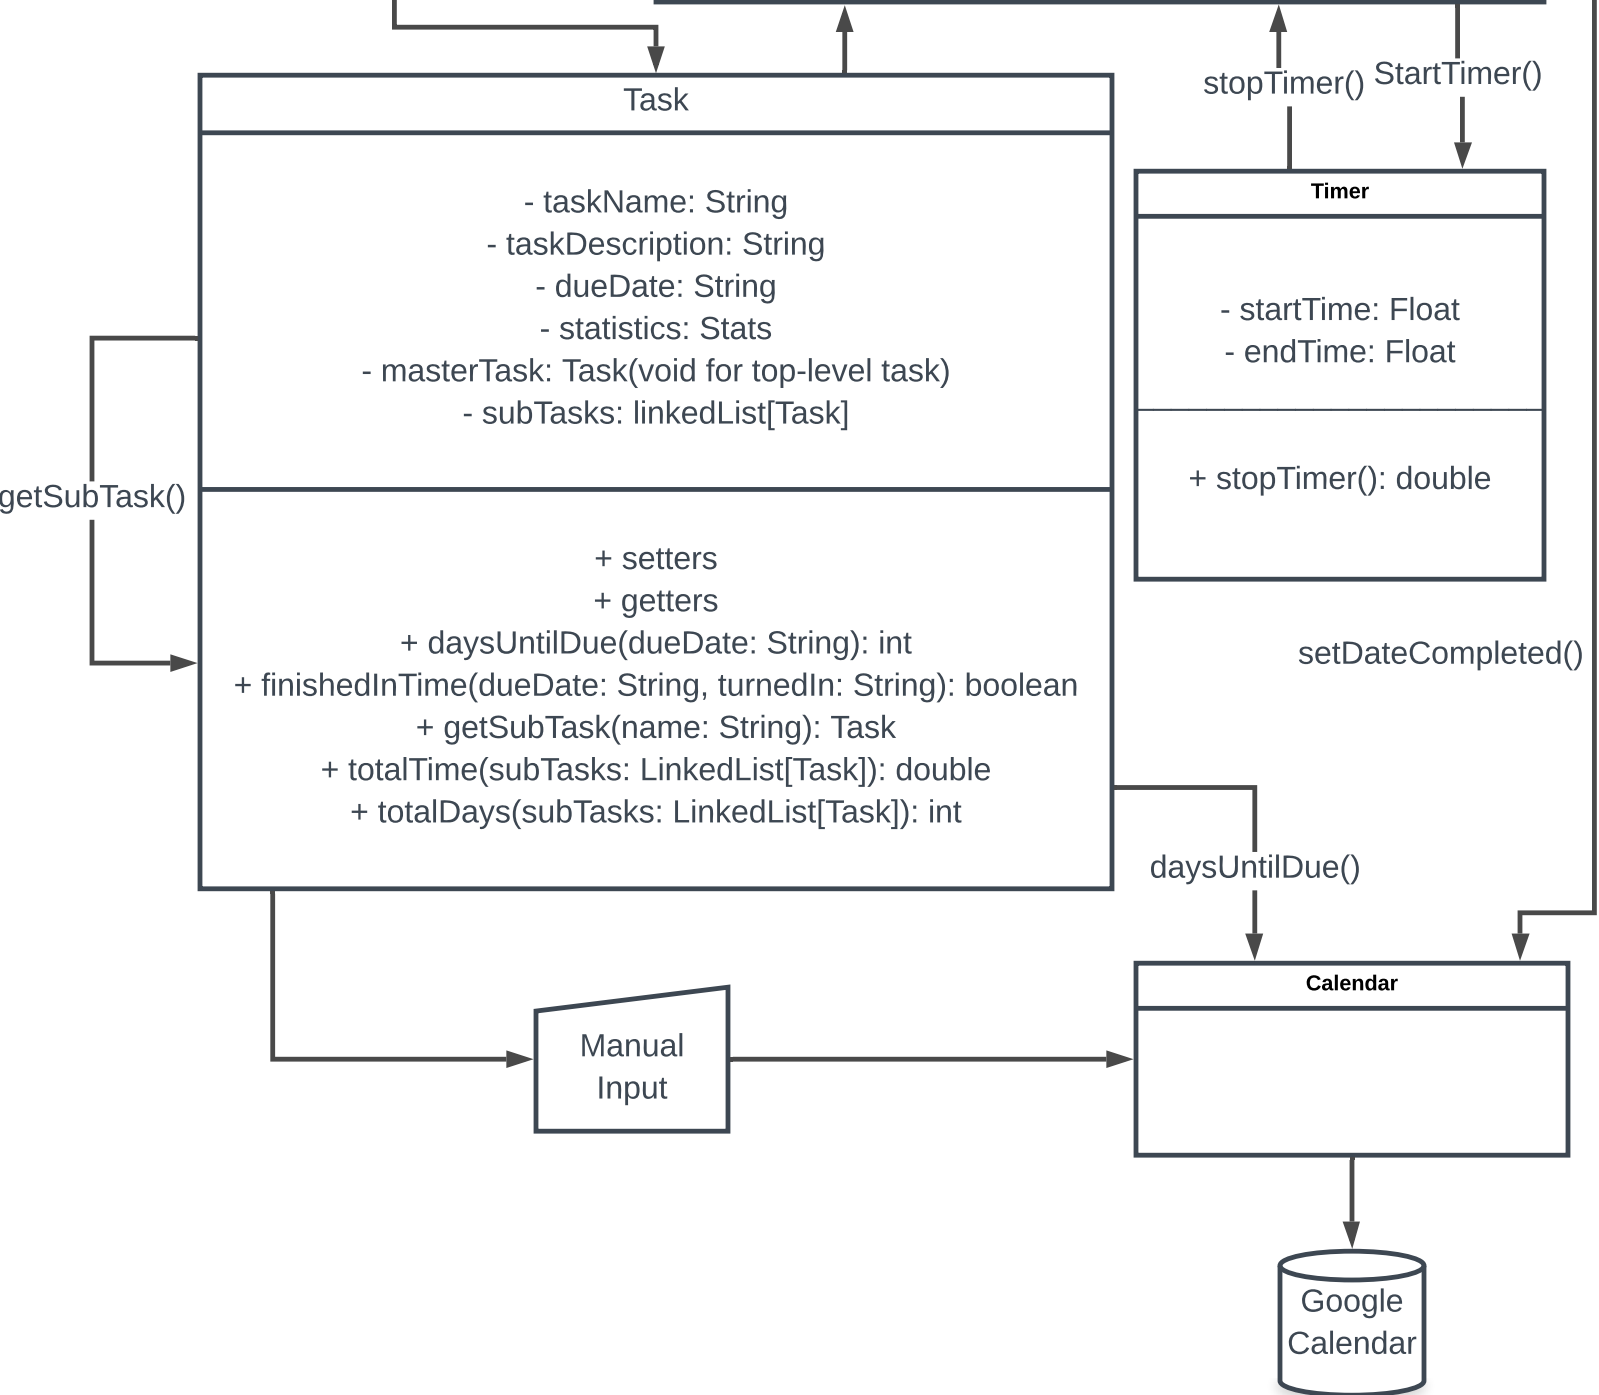 stopTimer()
StartTimer()
Task
- taskName: String
- taskDescription: String
- dueDate: String
- statistics: Stats
- masterTask: Task(void for top-level task)
- subTasks: linkedList[Task]
Timer
- startTime: Float
- endTime: Float
+ stopTimer(): double
getSubTask()
+ setters
+ getters
+ daysUntilDue(dueDate: String): int
+ finishedInTime(dueDate: String, turnedIn: String): boolean
+ getSubTask(name: String): Task
+ totalTime(subTasks: LinkedList[Task]): double
+ totalDays(subTasks: LinkedList[Task]): int
setDateCompleted()
daysUntilDue()
Manual
Input
Calendar
Google
Calendar